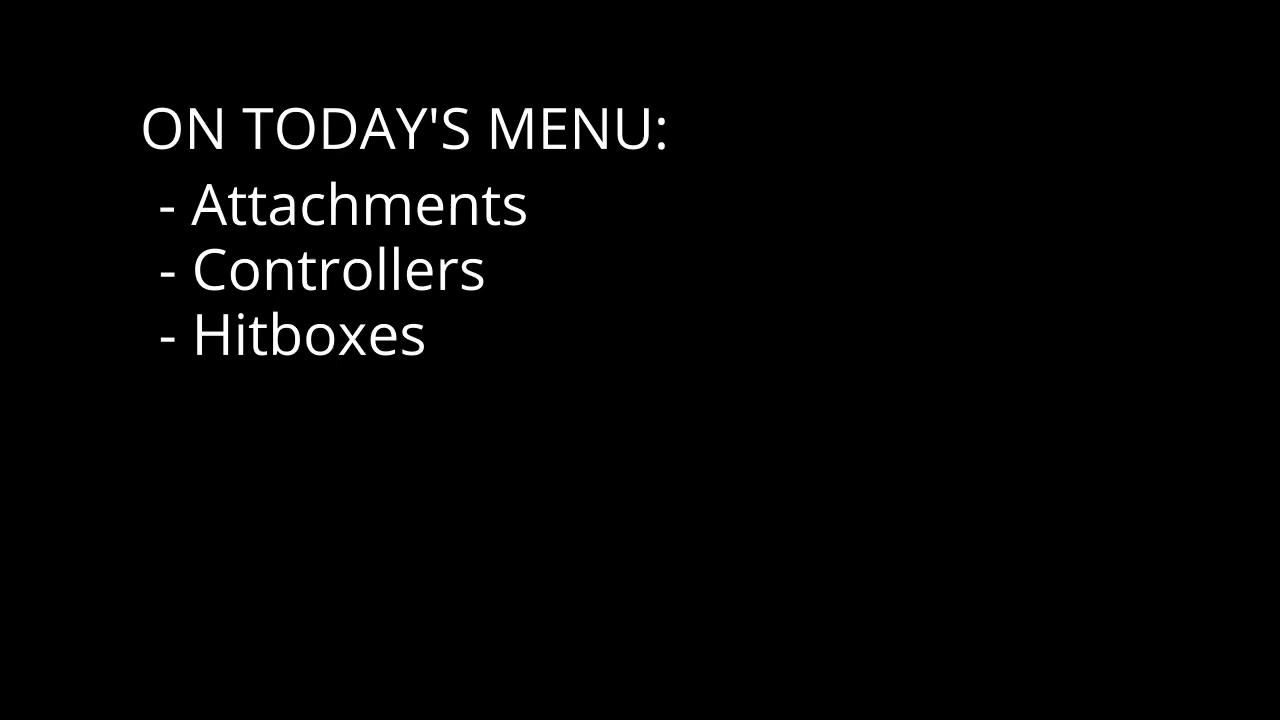 ON TODAY'S MENU:
- Attachments
- Controllers
- Hitboxes